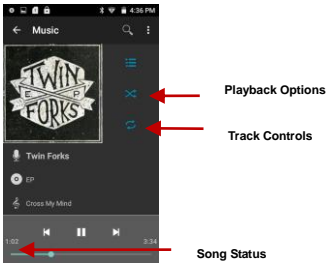 4:36 PM
Music
TWIN
E P
FORKS
Playback Options
Track Controls
Twin Forks
EP
Cross My Mind
1:02
3:34
Song Status